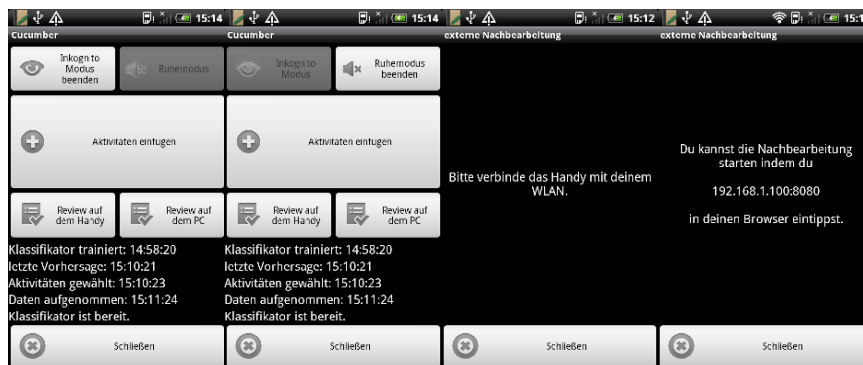 15:14
Cucumber
Inkognito
Modus
beenden
Ruhemodus
Aktivitäten einfügen
Review auf
dem Handy
Review auf
dem PC
Klassifikator trainiert: 14:58:20
letzte Vorhersage: 15:10:21
Aktivitäten gewählt: 15:10:23
Daten aufgenommen: 15:11:24
Klassifikator ist bereit.
Schließen
15:14
Cucumber
Inkognito
Modus
Ruhemodus
beenden
Aktivitäten einfügen
Review auf
dem Handy
Review auf
dem PC
Klassifikator trainiert: 14:58:20
letzte Vorhersage: 15:10:21
Aktivitäten gewählt: 15:10:23
Daten aufgenommen: 15:11:24
Klassifikator ist bereit.
Schließen
15:12
externe Nachbearbeitung
Bitte verbinde das Handy mit deinem
WLAN.
Schließen
externe Nachbearbeitung
Du kannst die Nachbearbeitung
starten indem du
192.168.1.100:8080
in deinen Browser eintippst.
Schließen